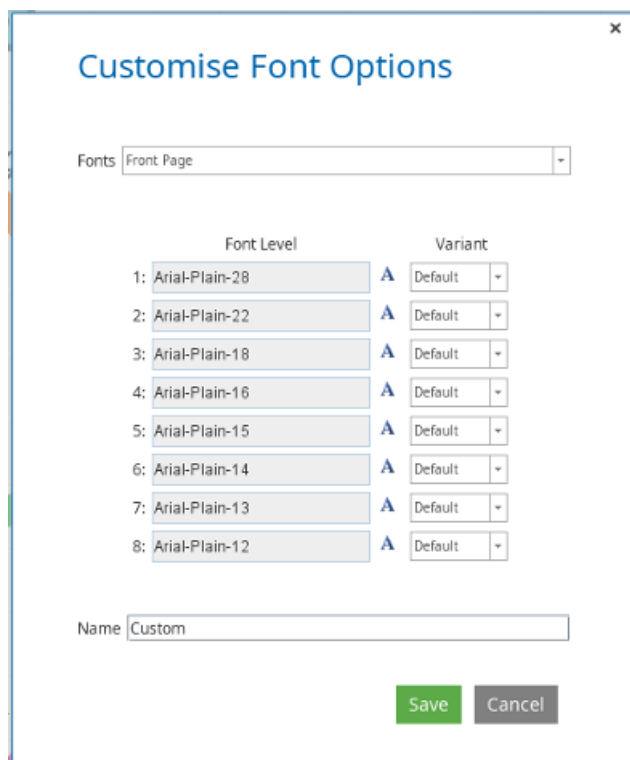 ×
Customise Font Options
Fonts Front Page
Font Level Variant
1: Arial-Plain-28 A Default
2: Arial-Plain-22 A Default
3: Arial-Plain-18 A Default
4: Arial-Plain-16 A Default
5: Arial-Plain-15 A Default
6: Arial-Plain-14 A Default
7: Arial-Plain-13 A Default
8: Arial-Plain-12 A Default
Name Custom
Save Cancel